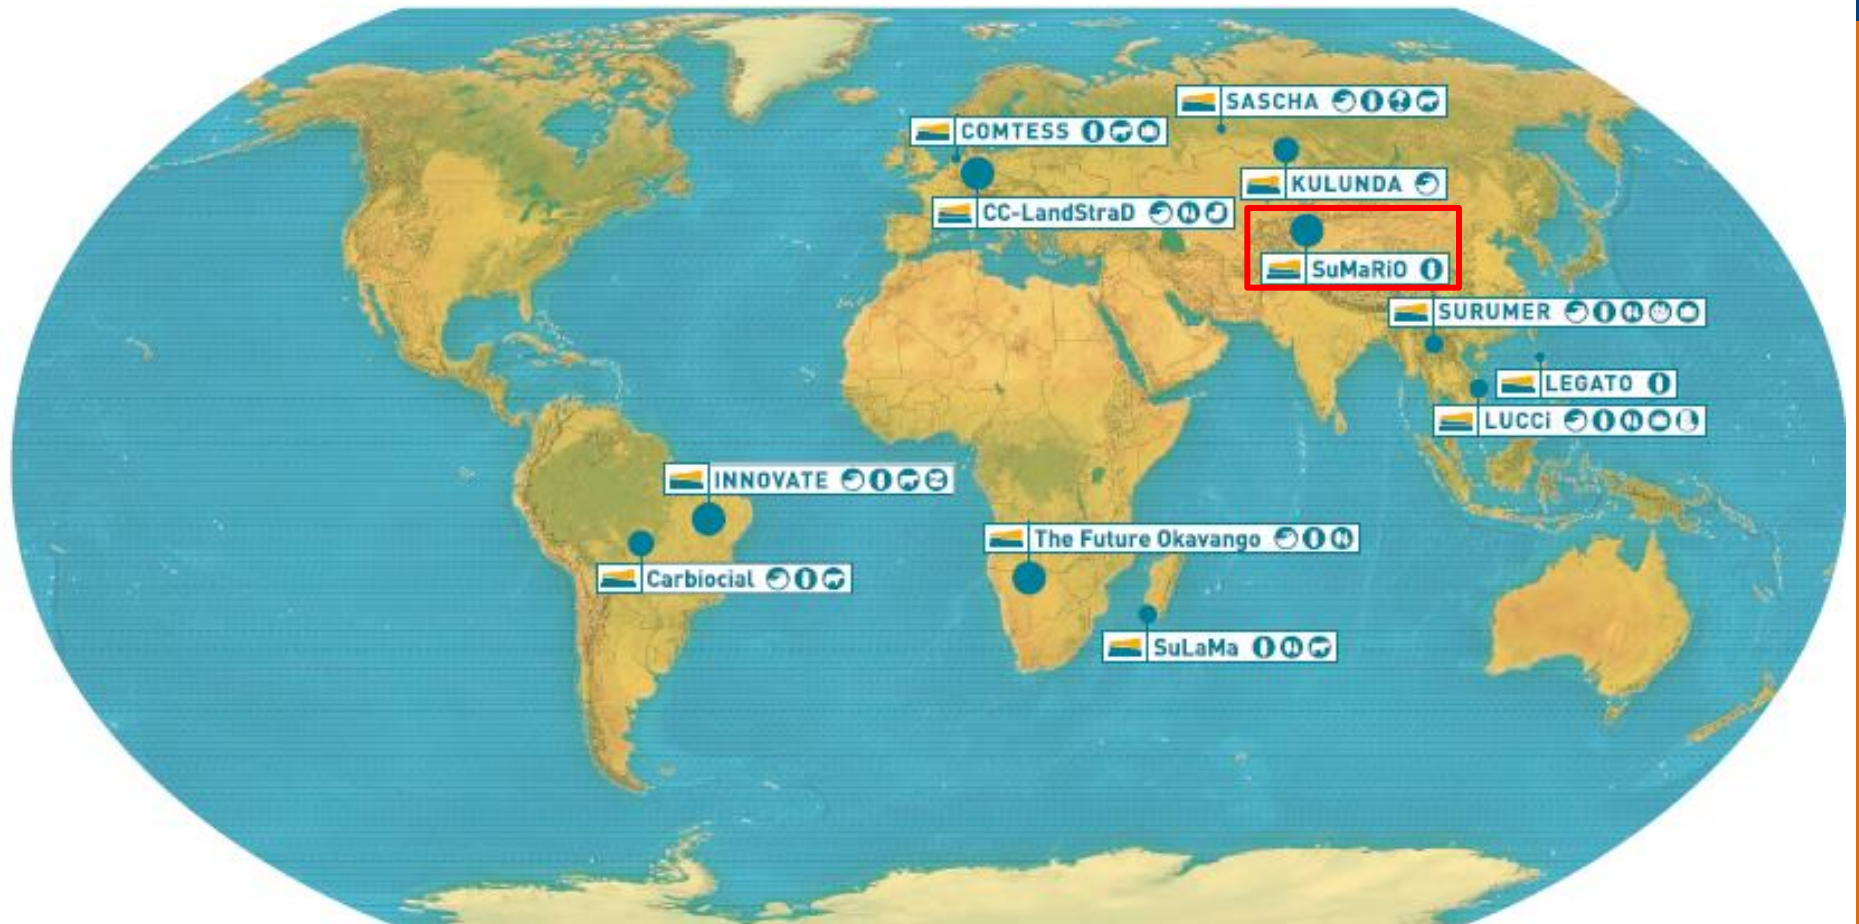 SASCHA
COMTESS
KULUNDA
CC-LandStraD
SuMaRiO
SURUMER
LEGATO
LUCCi
INNOVATE
The Future Okavango
Carbiocial
SuLaMa